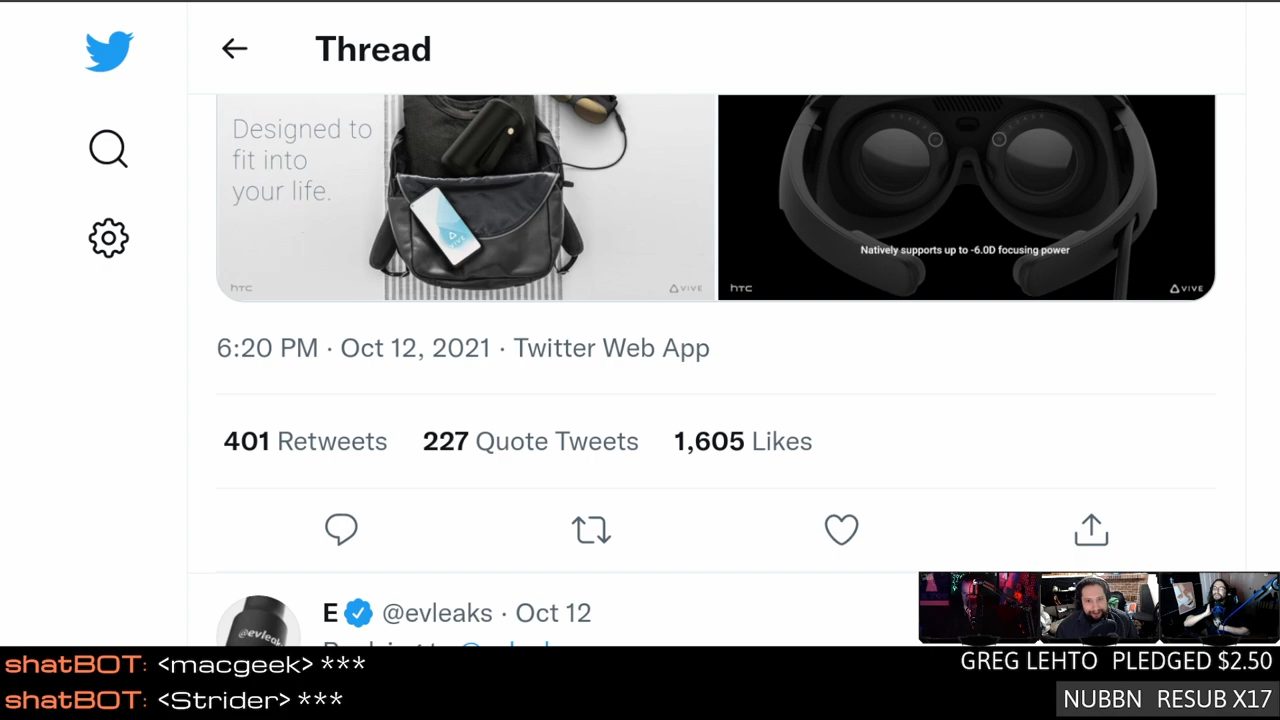 Thread
Designed to
fit into
your life.
VIVE
hTC
VIVE
Natively supports up to -6.0D focusing power
hTC
VIVE
6:20 PM · Oct 12, 2021 · Twitter Web App
401 Retweets 227 Quote Tweets 1,605 Likes
@evleaks
E @evleaks · Oct 12
shatBOT: <macgeek> ***
shatBOT: <Strider> ***
GREG LEHTO PLEDGED $2.50
NUBBN RESUB X17